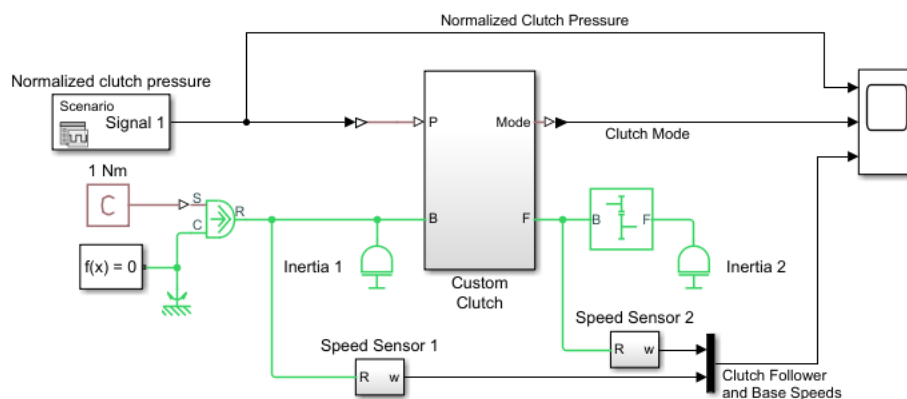 Normalized Clutch Pressure
Normalized clutch pressure
Scenario
Signal 1
P
Mode
Clutch Mode
1 Nm
C
S
C
R
B
F
B
F
f(x) = 0
Inertia 1
Inertia 2
Custom
Clutch
Speed Sensor 2
R
w
Speed Sensor 1
R
w
Clutch Follower
and Base Speeds